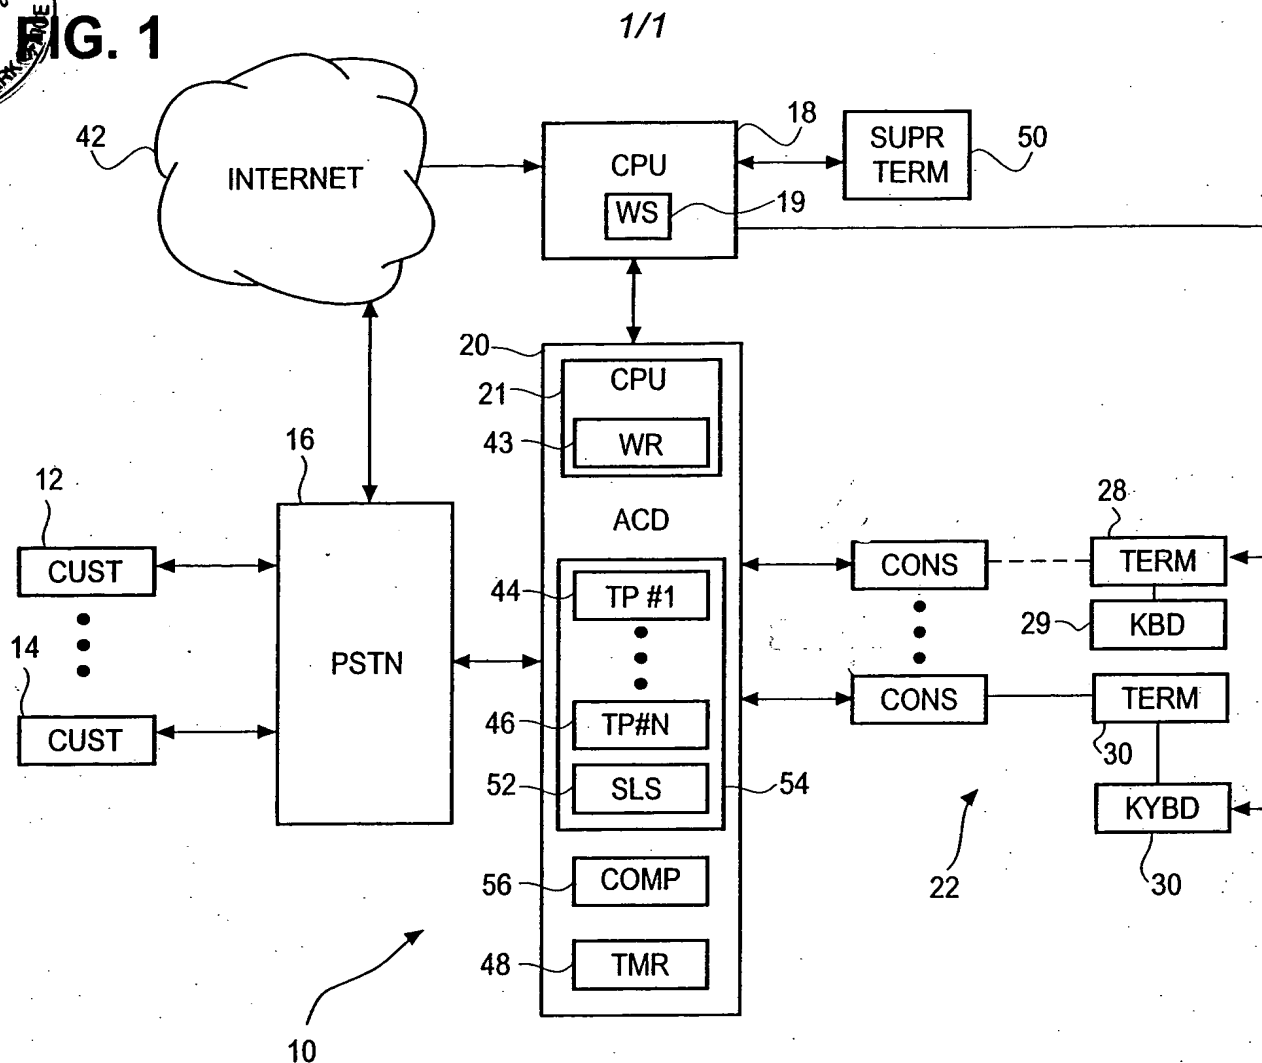 FIG. 1
1/1
42
INTERNET
CPU
WS
18
19
SUPR
TERM
50
20
21
CPU
43
WR
ACD
16
12
CUST
14
CUST
PSTN
44
TP #1
46
TP#N
52
SLS
54
56
COMP
48
TMR
CONS
CONS
28
TERM
29
KBD
TERM
30
KYBD
30
22
10